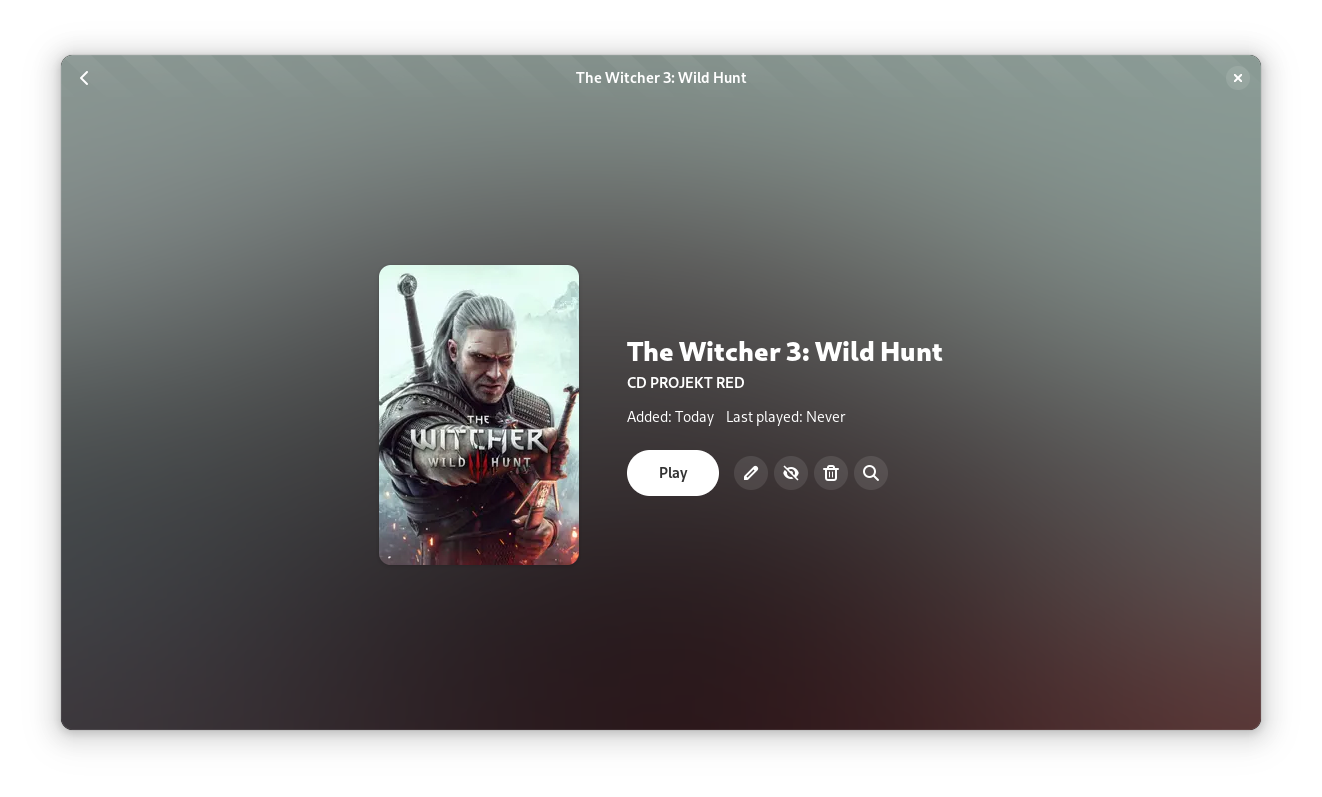 The Witcher 3: Wild Hunt
THE
WITCHER
WILD HUNT
The Witcher 3: Wild Hunt
CD PROJEKT RED
Added: Today Last played: Never
Play